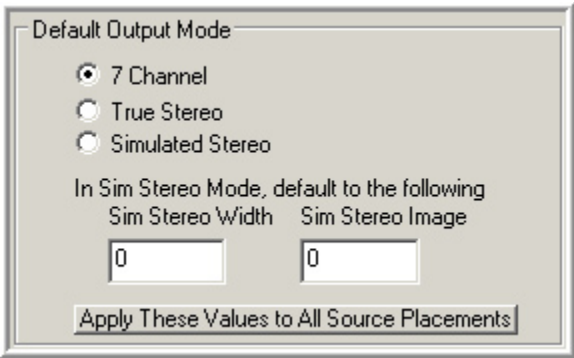 Default Output Mode
7 Channel
True Stereo
Simulated Stereo
In Sim Stereo Mode, default to the following
Sim Stereo Width Sim Stereo Image
0 0
Apply These Values to All Source Placements